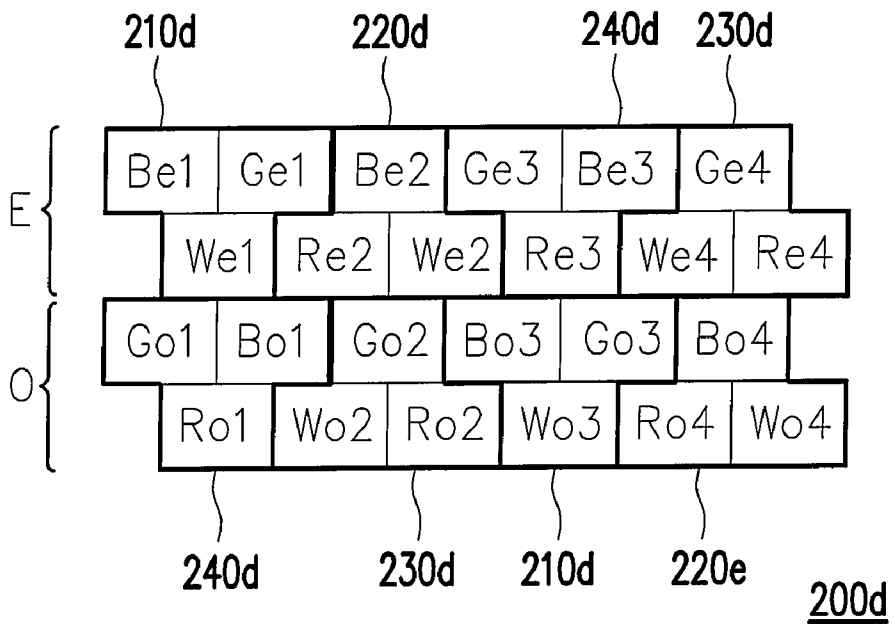 210d 220d 240d 230d
E
Be1 Ge1 Be2 Ge3 Be3 Ge4
We1 Re2 We2 Re3 We4 Re4
O
Go1 Bo1 Go2 Bo3 Go3 Bo4
Ro1 Wo2 Ro2 Wo3 Ro4 Wo4
240d 230d 210d 220e
200d